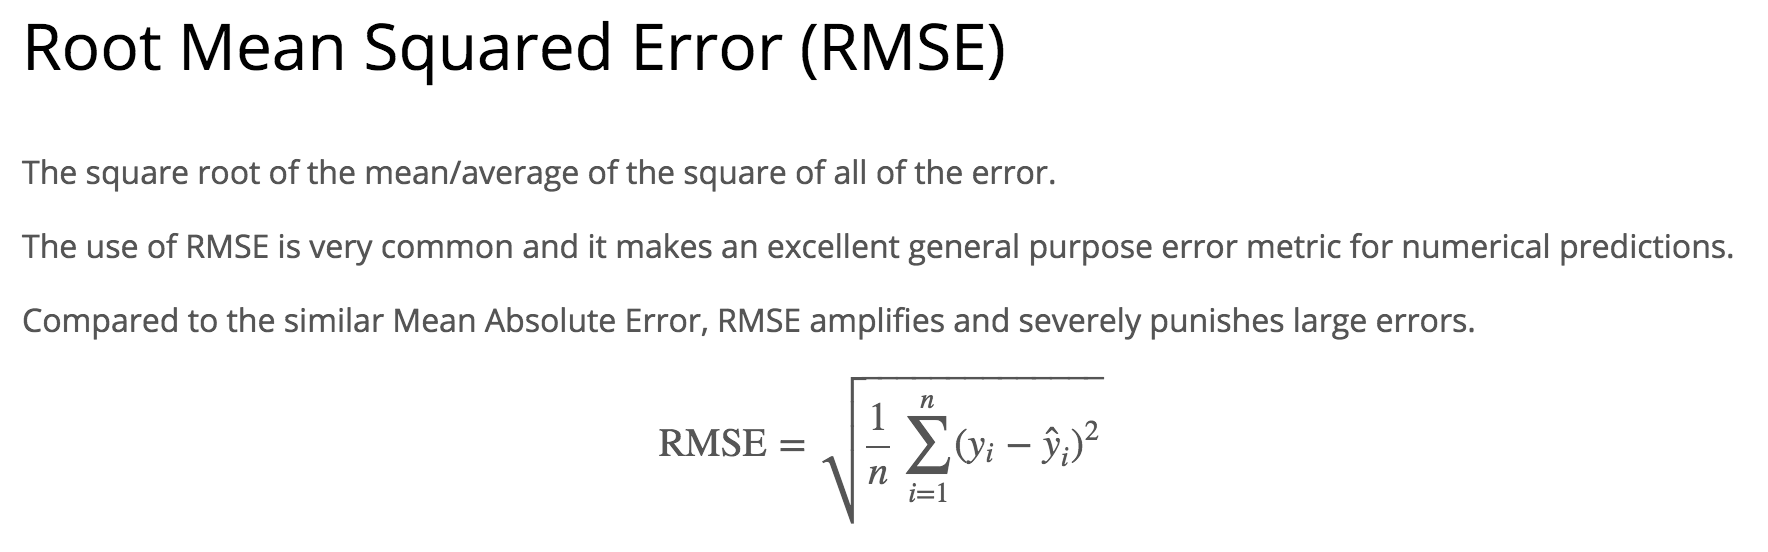 Root Mean Squared Error (RMSE)
The square root of the mean/average of the square of all of the error.
The use of RMSE is very common and it makes an excellent general purpose error metric for numerical predictions.
Compared to the similar Mean Absolute Error, RMSE amplifies and severely punishes large errors.
$$\text{RMSE} = \sqrt{\frac{1}{n} \sum_{i=1}^{n} (y_i - \hat{y}_i)^2}$$